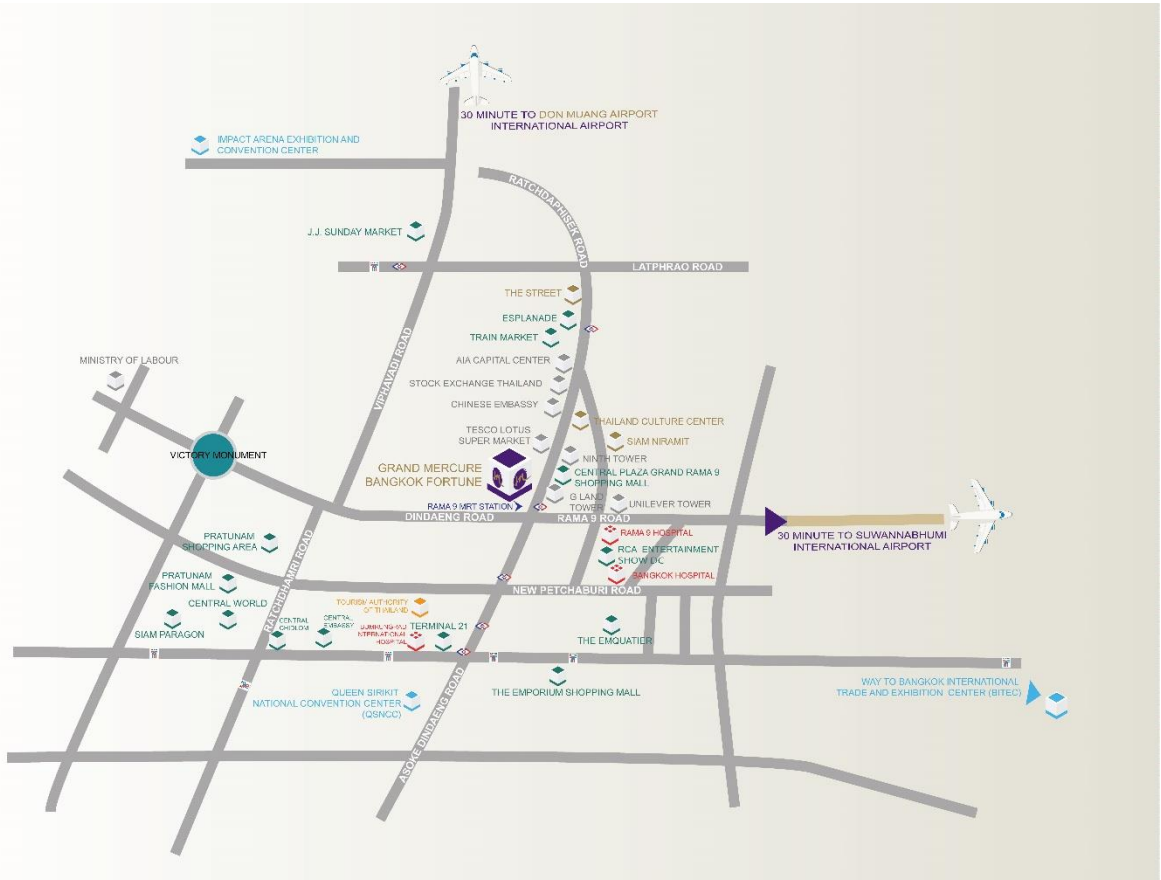 30 MINUTE TO DON MUANG AIRPORT
INTERNATIONAL AIRPORT
IMPACT ARENA EXHIBITION AND
CONVENTION CENTER
RATCHDAPHISEK ROAD
J.J. SUNDAY MARKET
LATPHRAO ROAD
THE STREET
ESPLANADE
TRAIN MARKET
VIPHAVADI ROAD
MINISTRY OF LABOUR
AIA CAPITAL CENTER
STOCK EXCHANGE THAILAND
CHINESE EMBASSY
THAILAND CULTURE CENTER
TESCO LOTUS
SUPER MARKET
SIAM NIRAMIT
VICTORY MONUMENT
NINTH TOWER
GRAND MERCURE
BANGKOK FORTUNE
CENTRAL PLAZA GRAND RAMA 9
SHOPPING MALL
G LAND
TOWER
UNILEVER TOWER
RAMA 9 MRT STATION
DINDAENG ROAD
RAMA 9 ROAD
30 MINUTE TO SUWANNABHUMI
INTERNATIONAL AIRPORT
RAMA 9 HOSPITAL
PRATUNAM
SHOPPING AREA
RCA ENTERTAINMENT
SHOW DC
BANGKOK HOSPITAL
PRATUNAM
FASHION MALL
NEW PETCHABURI ROAD
RATCHDHAMRI ROAD
CENTRAL WORLD
SIAM PARAGON
TOURISM AUTHORITY
OF THAILAND
CENTRAL
CHIDLOM
CENTRAL
EMBASSY
INTERNATIONAL
HOSPITAL
TERMINAL 21
THE EMQUATIER
QUEEN SIRIKIT
NATIONAL CONVENTION CENTER
(QSNCC)
THE EMPORIUM SHOPPING MALL
WAY TO BANGKOK INTERNATIONAL
TRADE AND EXHIBITION CENTER (BITEC)
ASOKE DINDAENG ROAD